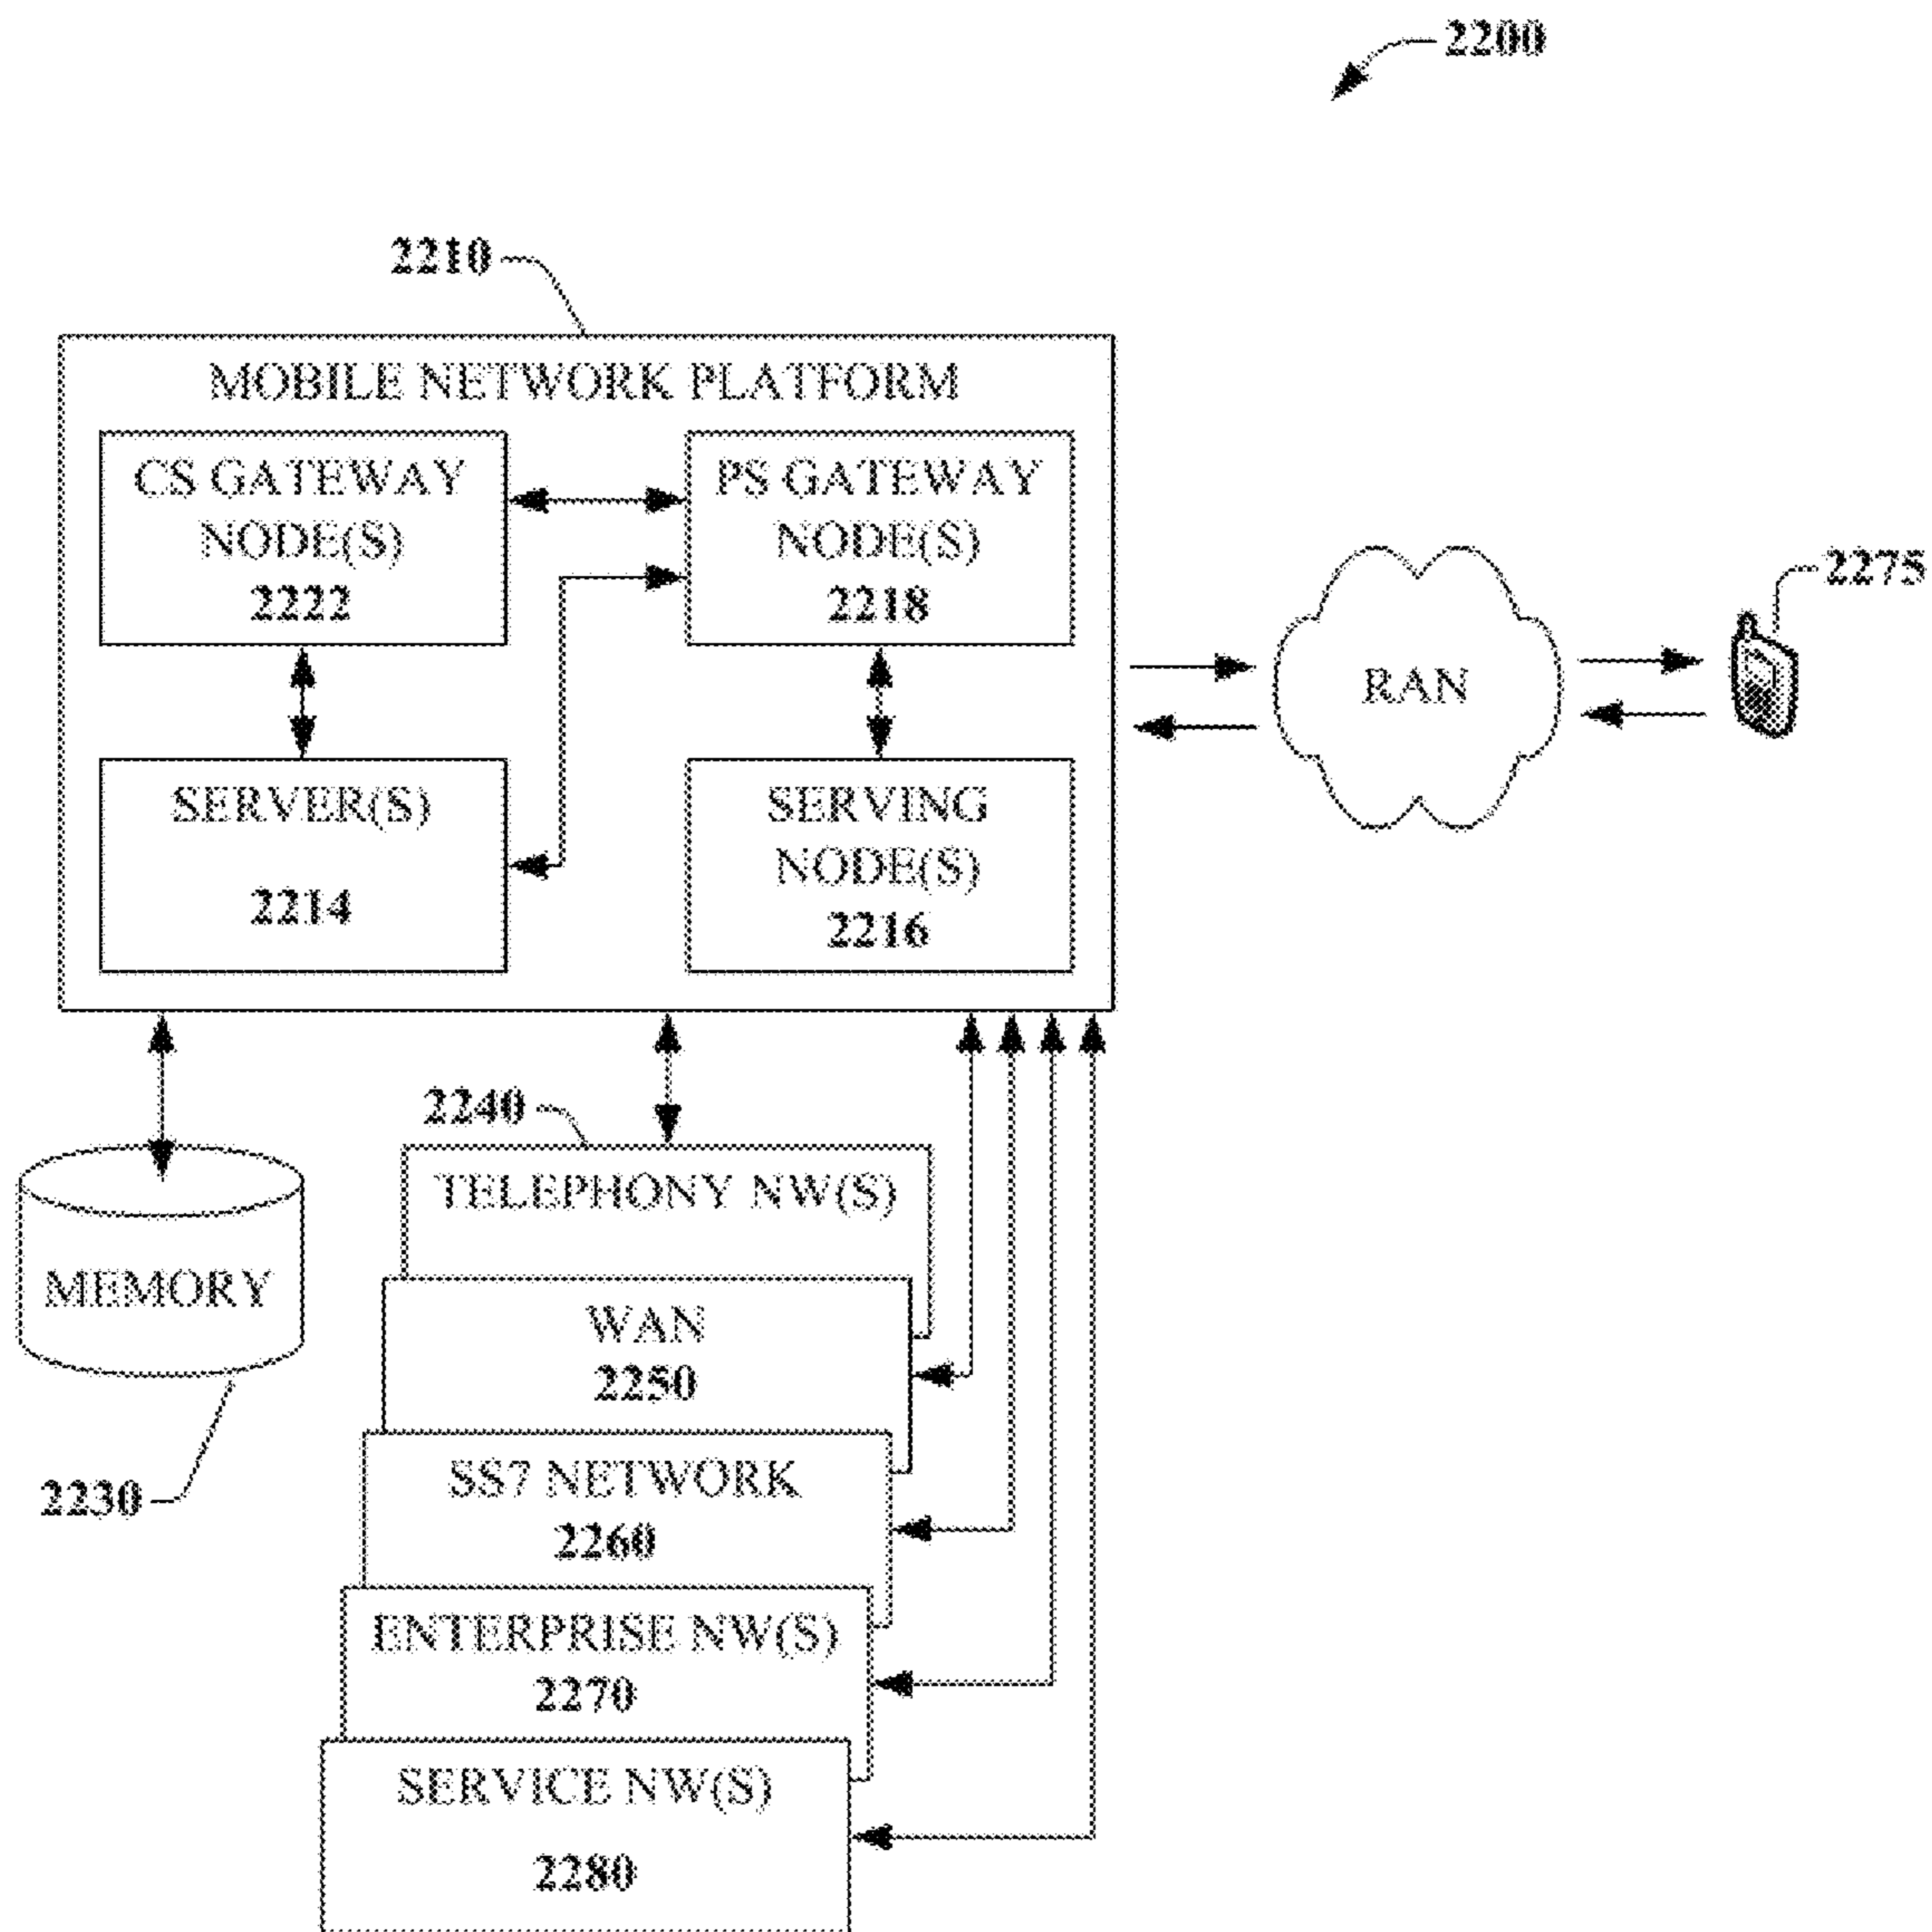 2200
2210
MOBILE NETWORK PLATFORM
CS GATEWAY
NODE(S)
2222
PS GATEWAY
NODE(S)
2218
SERVER(S)
2214
SERVING
NODE(S)
2216
RAN
2275
2240
TELEPHONY NW(S)
MEMORY
2230
WAN
2250
SS7 NETWORK
2260
ENTERPRISE NW(S)
2270
SERVICE NW(S)
2280